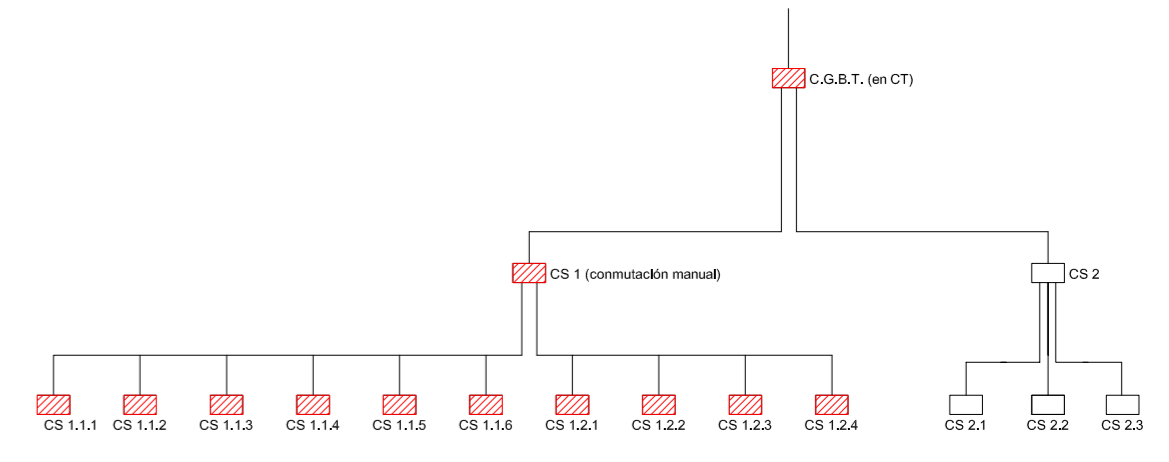 C.G.B.T. (en CT)
CS 1 (conmutación manual)
CS 2
CS 1.1.1
CS 1.1.2
CS 1.1.3
CS 1.1.4
CS 1.1.5
CS 1.1.6
CS 1.2.1
CS 1.2.2
CS 1.2.3
CS 1.2.4
CS 2.1
CS 2.2
CS 2.3